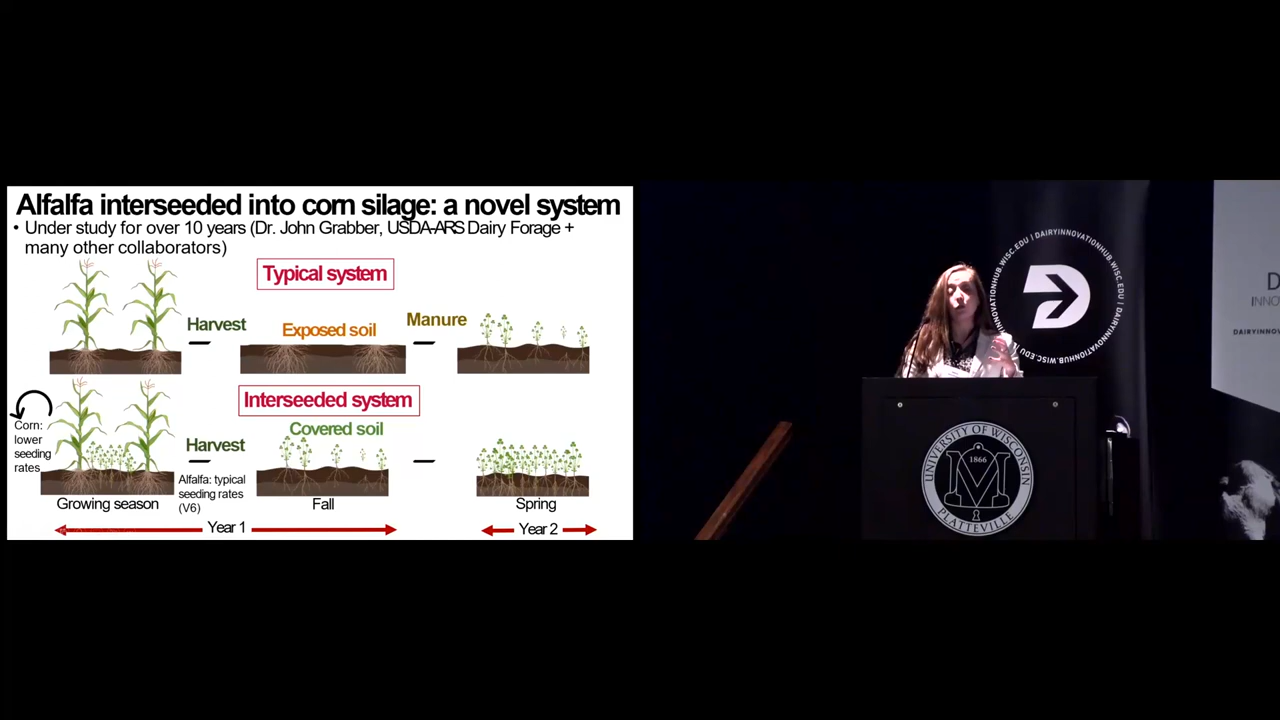 Alfalfa interseeded into corn silage: a novel system
• Under study for over 10 years (Dr. John Grabber, USDA-ARS Dairy Forage +
many other collaborators)
Typical system
Harvest
Exposed soil
Manure
Interseeded system
Corn:
lower
seeding
rates
Harvest
Covered soil
Alfalfa: typical
seeding rates
(V6)
Growing season
Fall
Spring
Year 1
Year 2
DAIRYINNOVATIONHUB.WISC.EDU | DAIRYINNOVATIONHUB.WISC.EDU |
UNIVERSITY OF WISCONSIN
1866
M
PLATTEVILLE
D
INNO
DAIRYINNOV